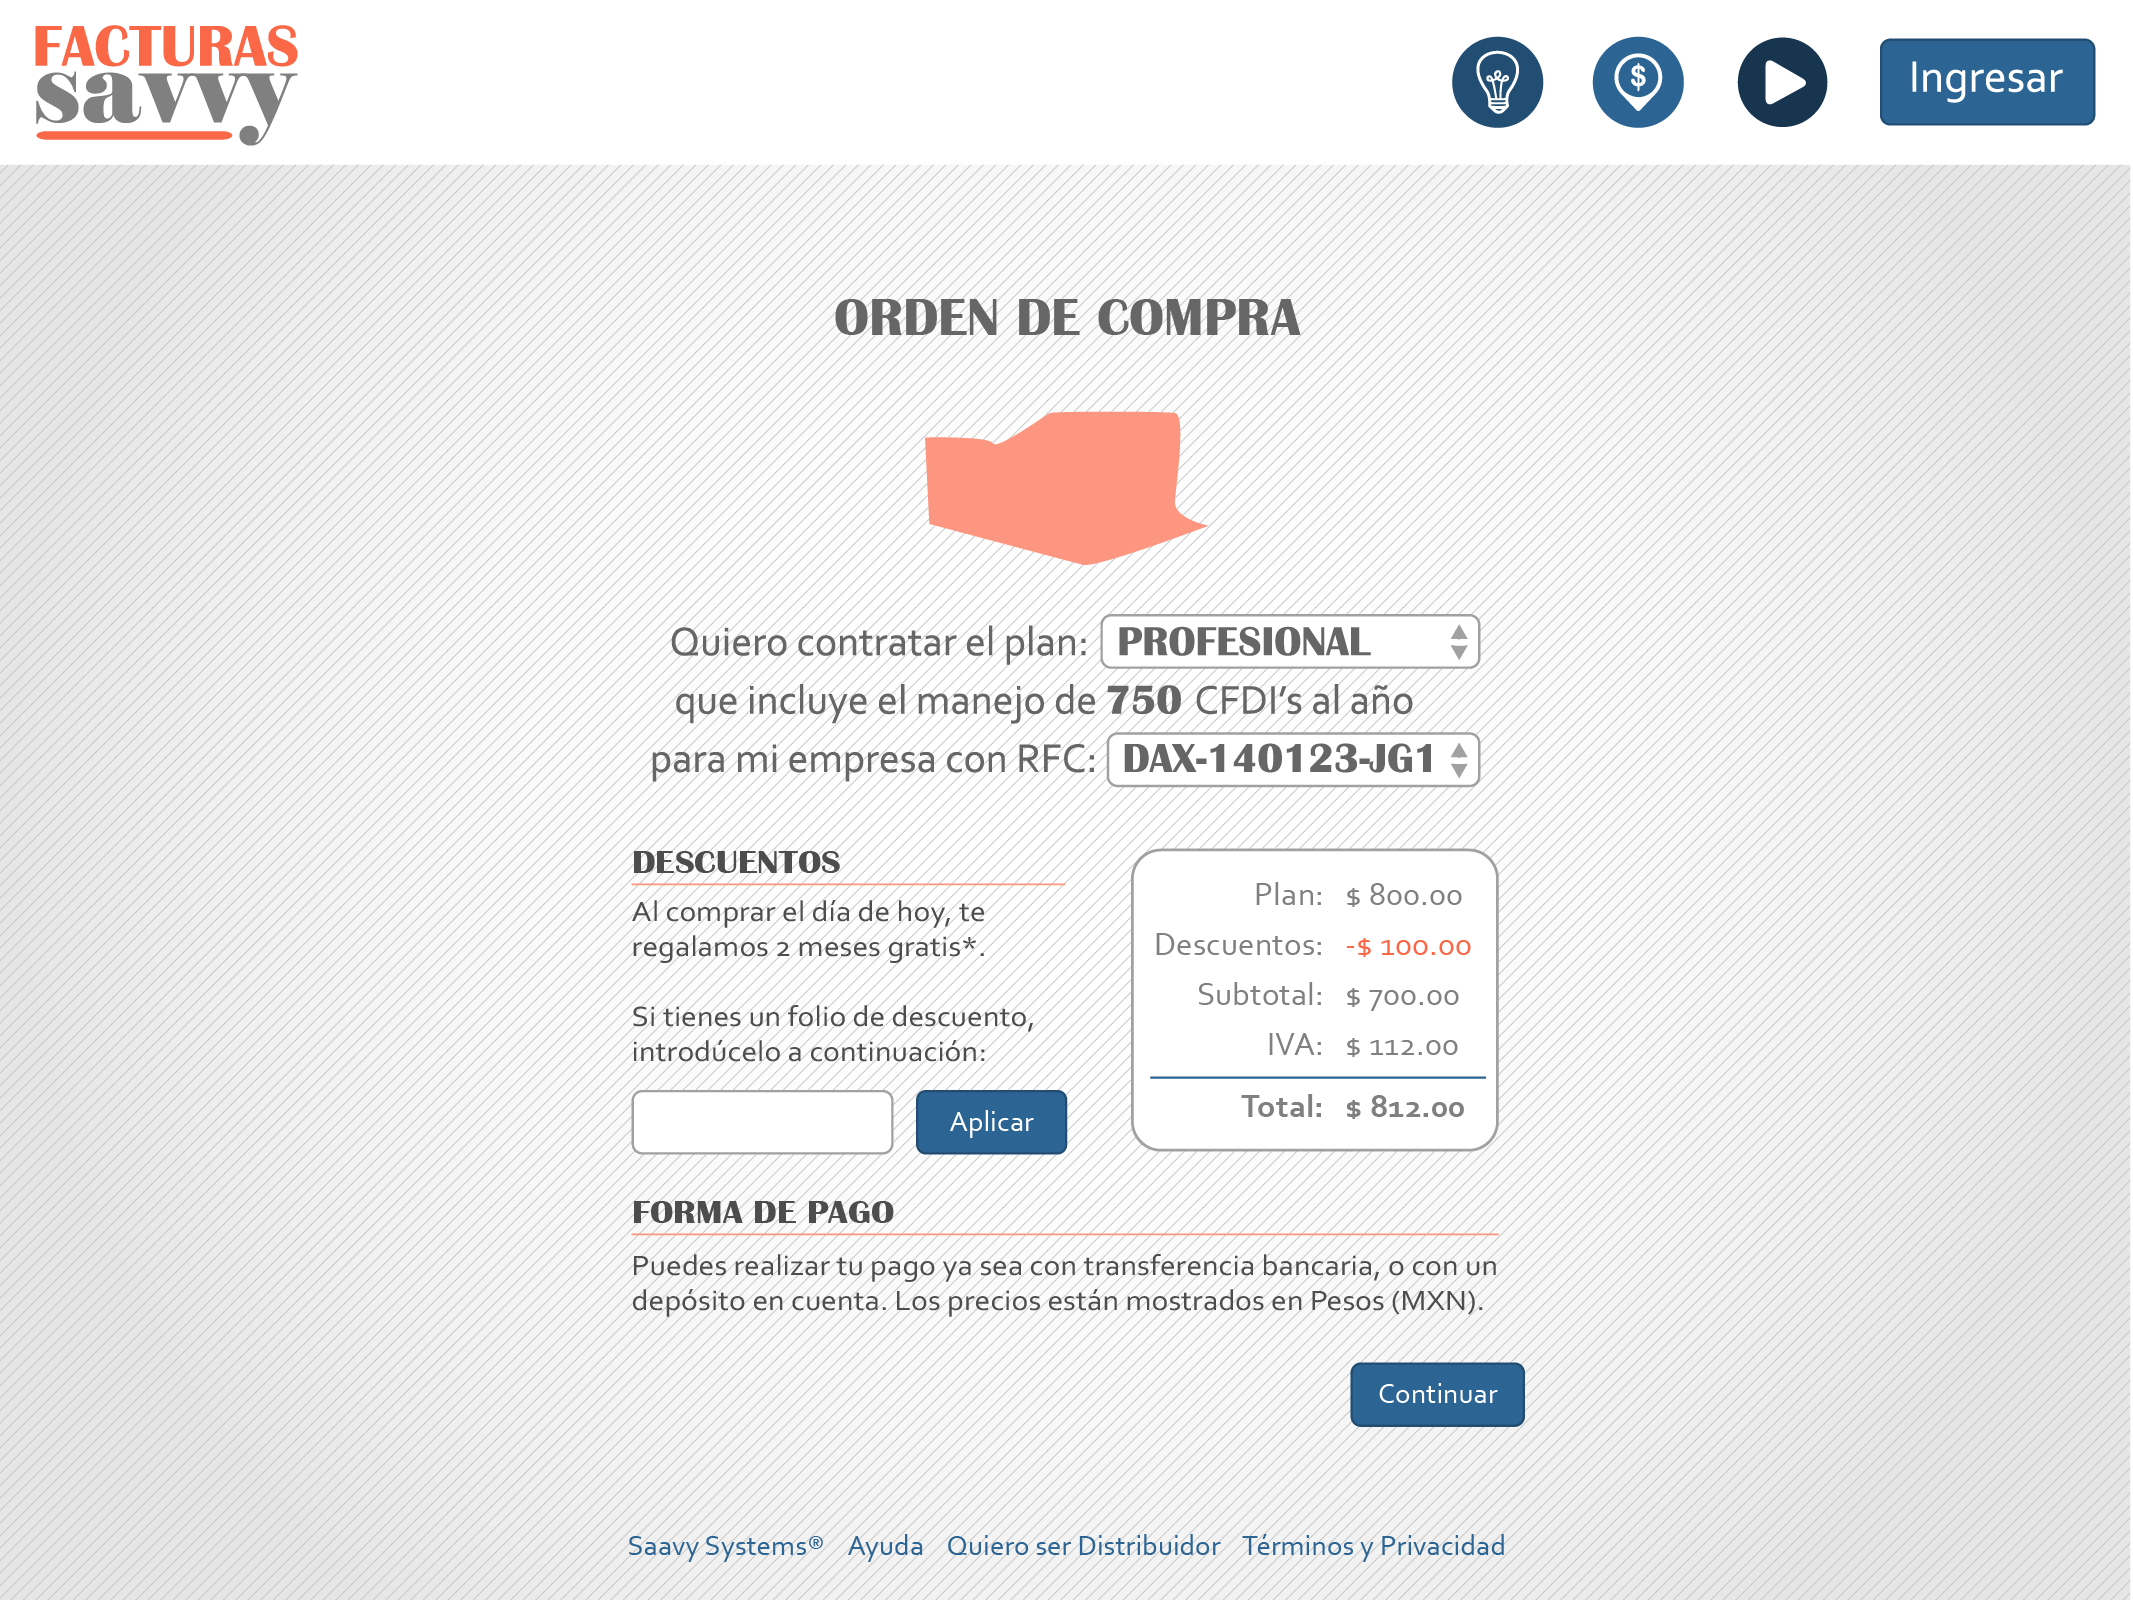 FACTURAS
savvy
$
Ingresar
ORDEN DE COMPRA
Quiero contratar el plan: PROFESIONAL
que incluye el manejo de 750 CFDI’s al año
para mi empresa con RFC: DAX-140123-JG1
DESCUENTOS
Al comprar el día de hoy, te
regalamos 2 meses gratis*.
Si tienes un folio de descuento,
introdúcelo a continuación:
Aplicar
Plan: $ 800.00
Descuentos: -$ 100.00
Subtotal: $ 700.00
IVA: $ 112.00
Total: $ 812.00
FORMA DE PAGO
Puedes realizar tu pago ya sea con transferencia bancaria, o con un
depósito en cuenta. Los precios están mostrados en Pesos (MXN).
Continuar
Saavy Systems® Ayuda Quiero ser Distribuidor Términos y Privacidad